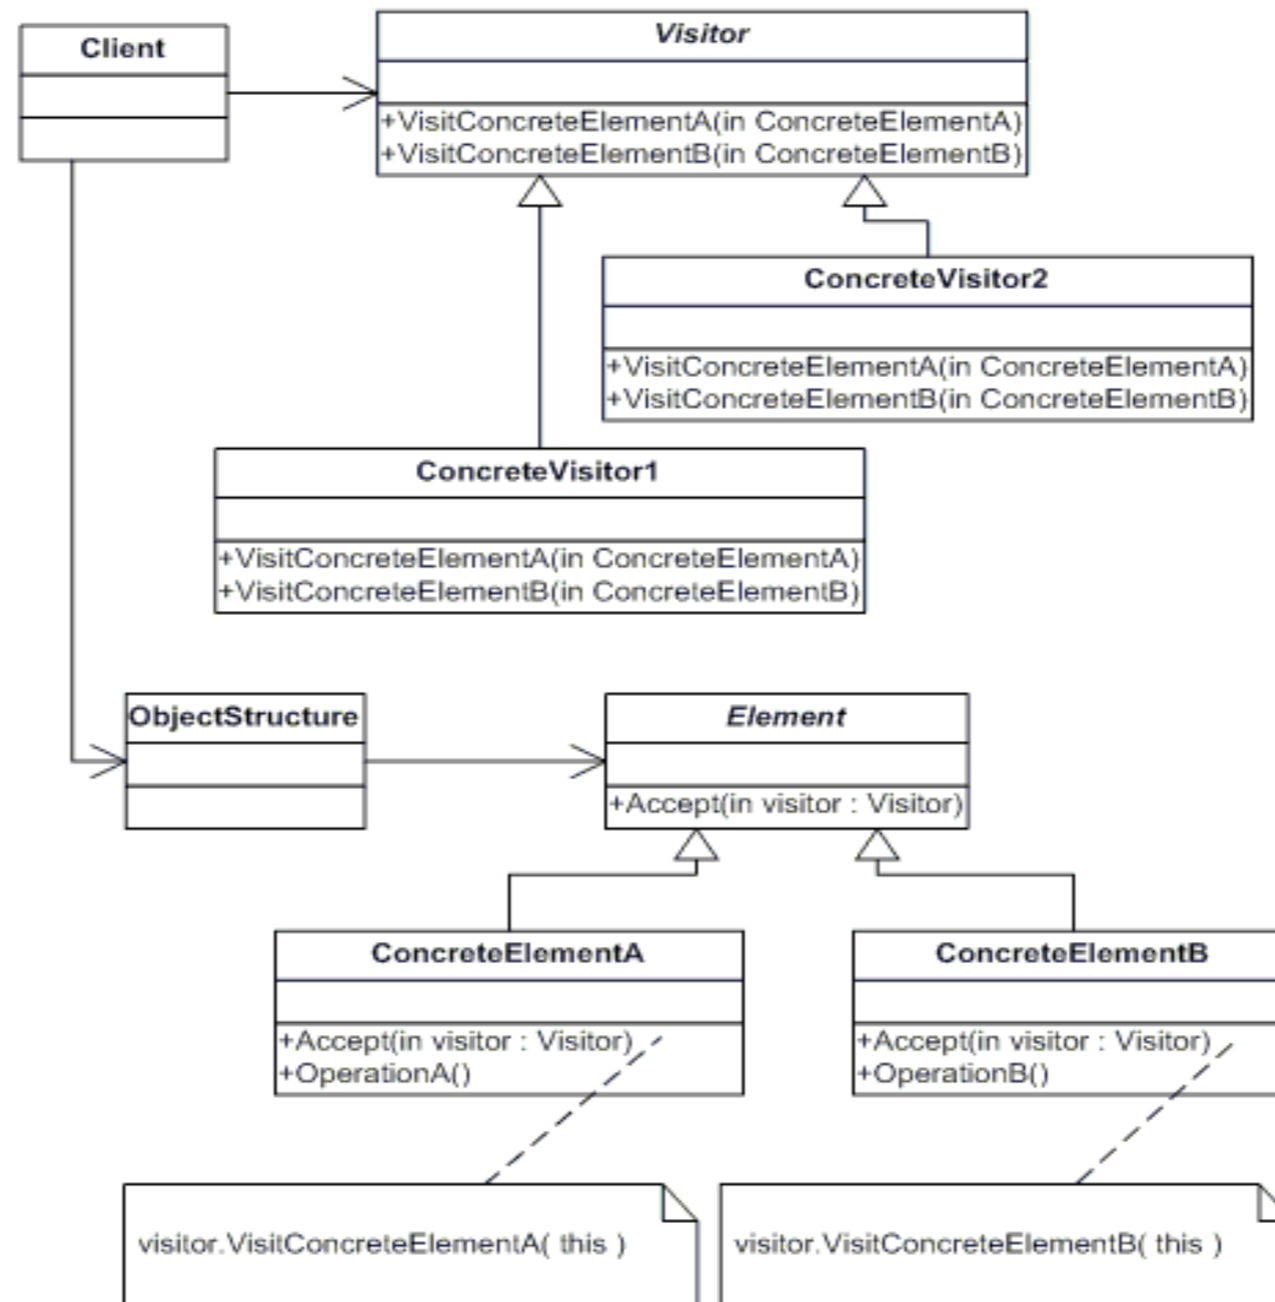 Client
Visitor
+VisitConcreteElementA(in ConcreteElementA)
+VisitConcreteElementB(in ConcreteElementB)
ConcreteVisitor2
+VisitConcreteElementA(in ConcreteElementA)
+VisitConcreteElementB(in ConcreteElementB)
ConcreteVisitor1
+VisitConcreteElementA(in ConcreteElementA)
+VisitConcreteElementB(in ConcreteElementB)
ObjectStructure
Element
+Accept(in visitor : Visitor)
ConcreteElementA
+Accept(in visitor : Visitor)
+OperationA()
ConcreteElementB
+Accept(in visitor : Visitor)
+OperationB()
visitor.VisitConcreteElementA( this )
visitor.VisitConcreteElementB( this )